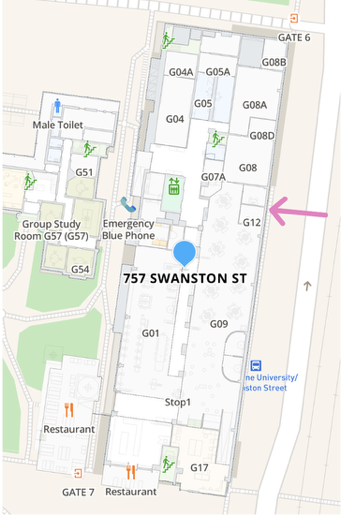 GATE 6
G08B
G04A
G05A
G05
G08A
G04
Male Toilet
G08D
G51
G08
G07A
Group Study
Room G57 (G57)
Emergency
Blue Phone
G12
G54
757 SWANSTON ST
G01
G09
ne University/
ston Street
Stop1
Restaurant
G17
GATE 7
Restaurant